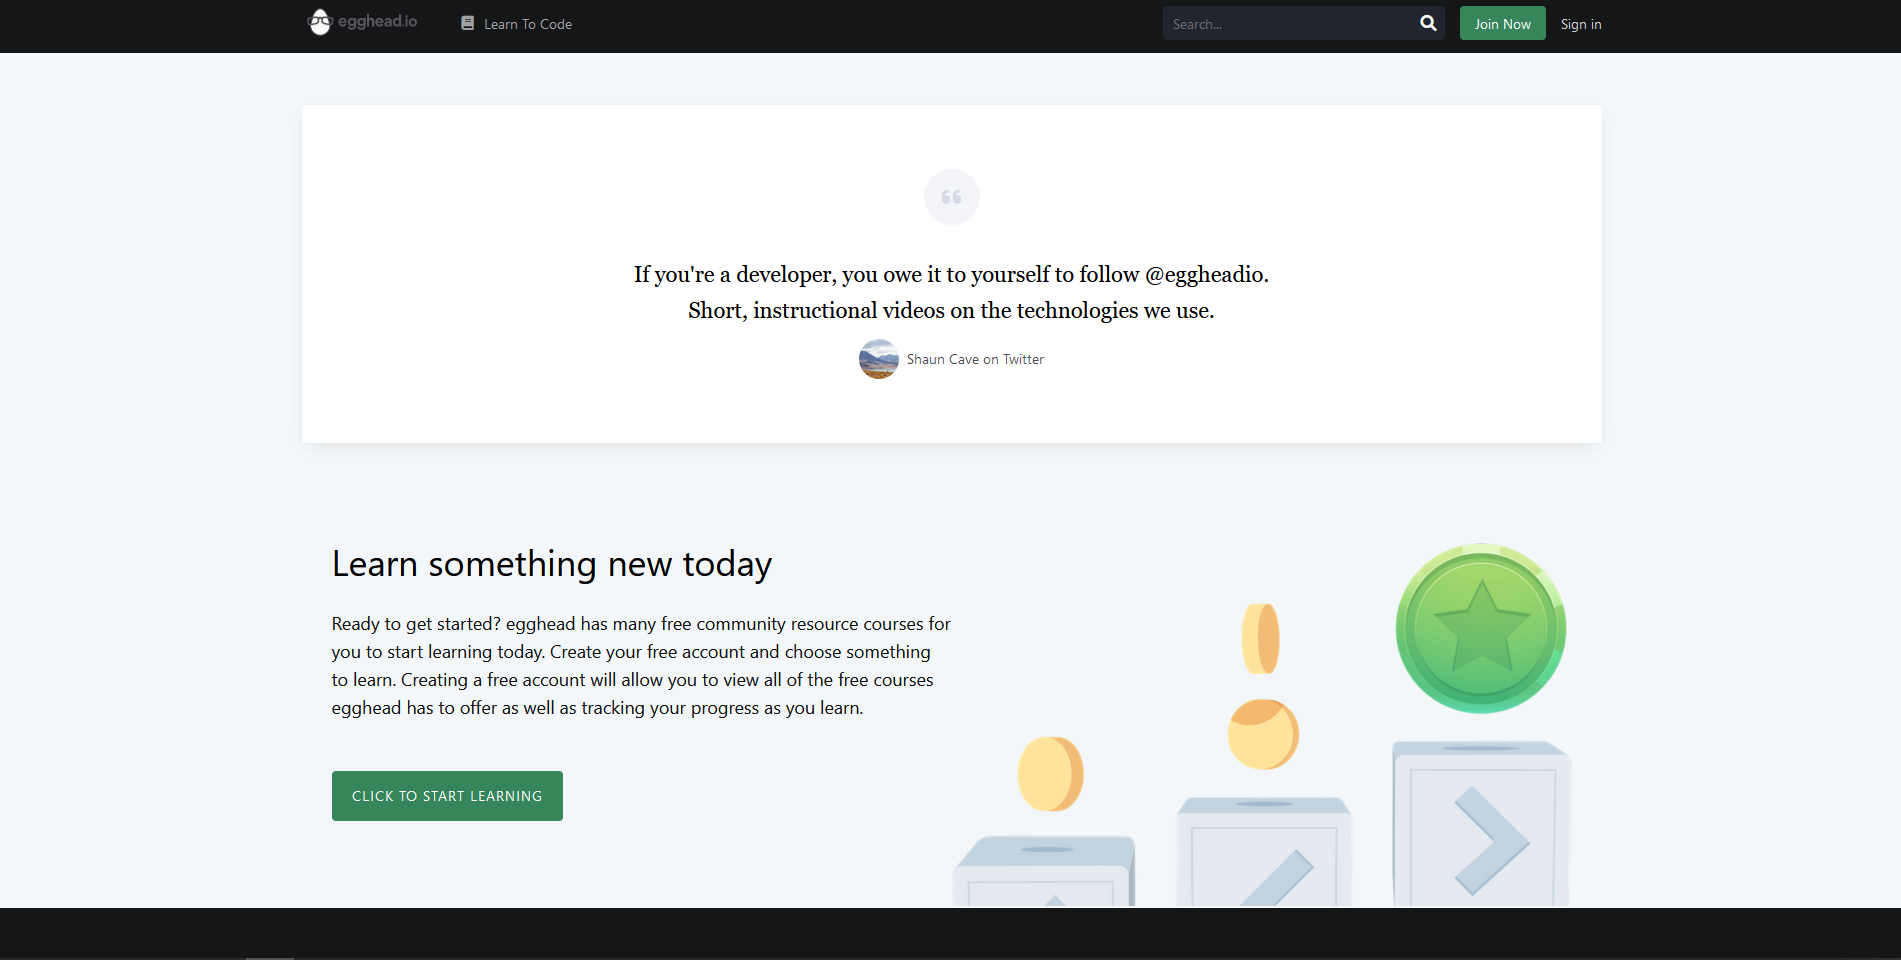 egghead.io
Learn To Code
Search...
Join Now
Sign in
If you're a developer, you owe it to yourself to follow @eggheadio.
Short, instructional videos on the technologies we use.
Shaun Cave on Twitter
Learn something new today
Ready to get started? egghead has many free community resource courses for
you to start learning today. Create your free account and choose something
to learn. Creating a free account will allow you to view all of the free courses
egghead has to offer as well as tracking your progress as you learn.
CLICK TO START LEARNING